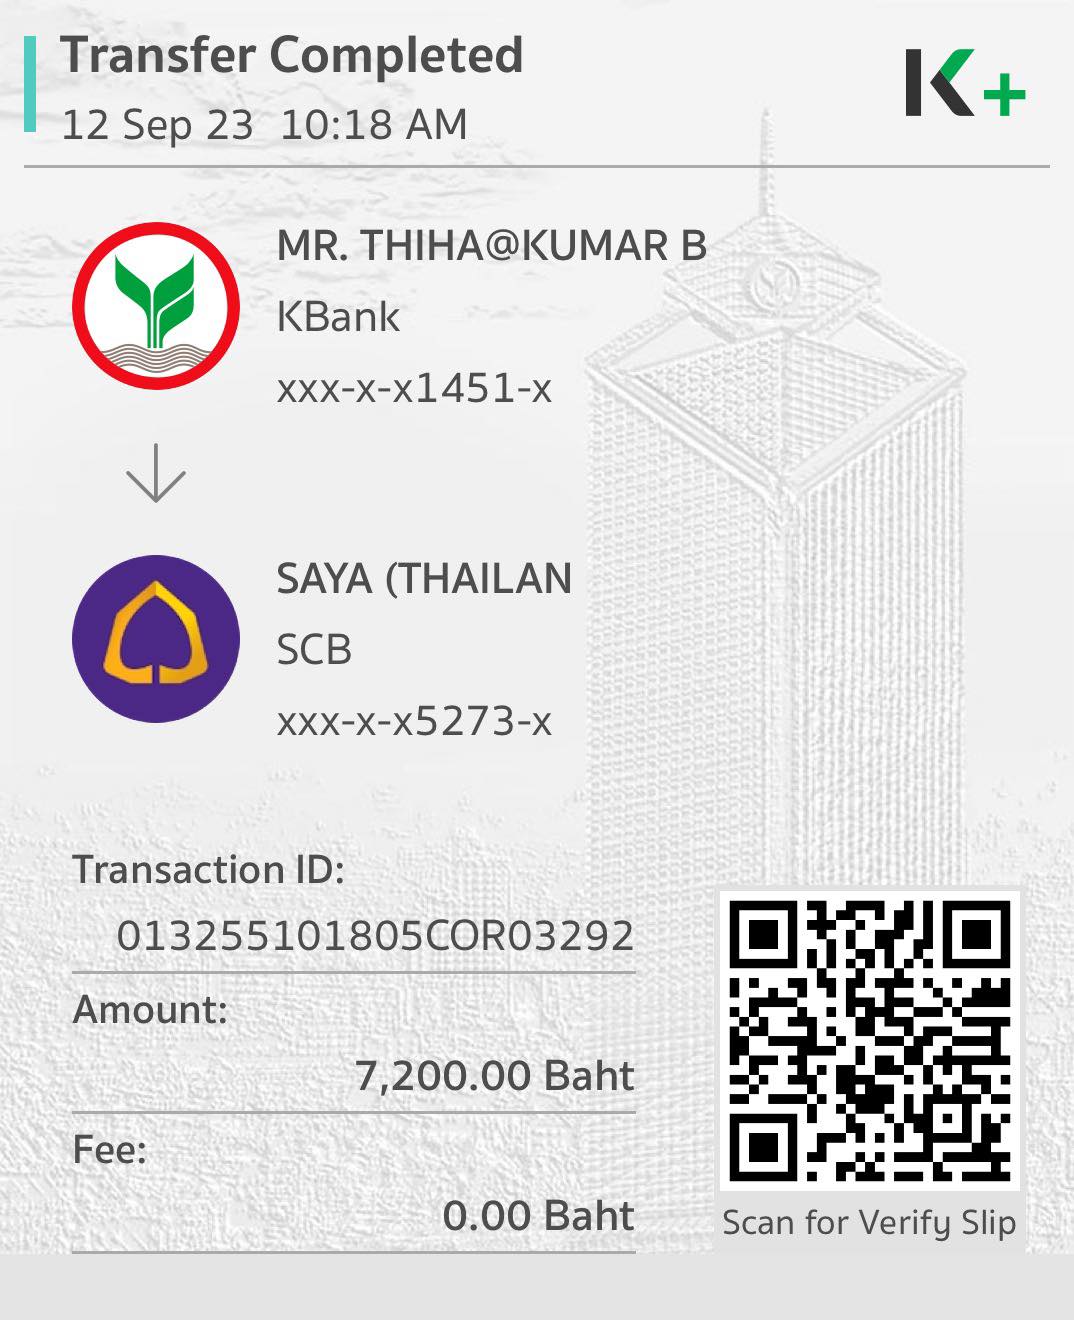 Transfer Completed
12 Sep 23 10:18 AM
K+
MR. THIHA@KUMAR B
KBank
xxx-x-x1451-x
SAYA (THAILAN
SCB
xxx-x-x5273-x
Transaction ID:
013255101805COR03292
Amount:
7,200.00 Baht
Fee:
0.00 Baht
Scan for Verify Slip